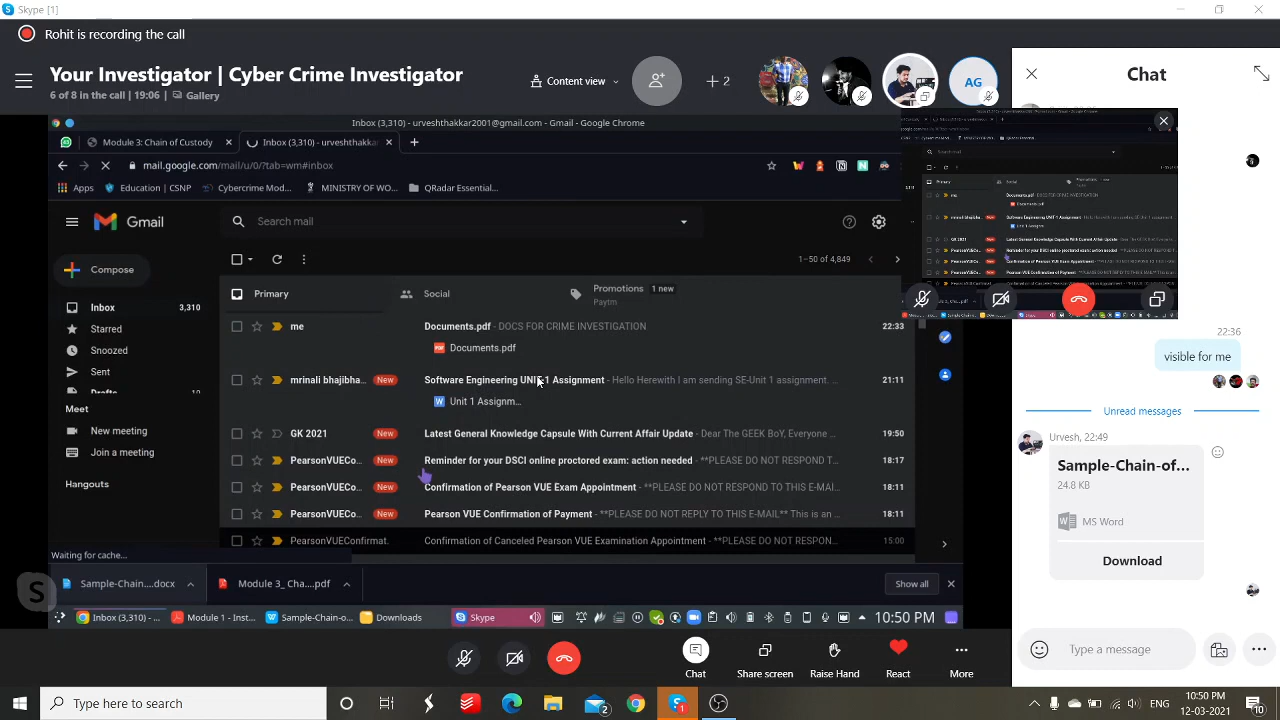 Skype [1]
Rohit is recording the call
Your Investigator | Cyber Crime Investigator
6 of 8 in the call | 19:06 | Gallery
Content view
+ 2
AG
Chat
Inbox (3,310) - urveshthakkar2001@gmail.com - Gmail - Google Chrome
Module 3: Chain of Custody
Inbox (3,310) - urveshthakka
mail.google.com/mail/u/?tab=wm#inbox
Apps
Education | CSNP
Cybercrime Mod...
MINISTRY OF WO...
QRadar Essential...
Gmail
Search mail
Compose
1–50 of 4,849
Inbox 3,310
Starred
Snoozed
Sent
Drafts 10
Meet
New meeting
Join a meeting
Hangouts
Primary
Social
Promotions 1 new
Paytm
me Documents.pdf - DOCS FOR CRIME INVESTIGATION 22:33
Documents.pdf
mrinali bhajibha... New Software Engineering UNIT-1 Assignment - Hello Herewith I am sending SE-Unit 1 assignment. ... 21:11
Unit 1 Assignm...
GK 2021 New Latest General Knowledge Capsule With Current Affair Update - Dear The GEEK BoY, Everyone ... 19:50
PearsonVUECo... New Reminder for your DSCI online proctored exam: action needed - **PLEASE DO NOT RESPOND T... 18:17
PearsonVUECo... New Confirmation of Pearson VUE Exam Appointment - **PLEASE DO NOT RESPOND TO THIS E-MAI... 18:11
PearsonVUECo... New Pearson VUE Confirmation of Payment - **PLEASE DO NOT REPLY TO THIS E-MAIL** This is an ... 18:11
PearsonVUEConfirmat. Confirmation of Canceled Pearson VUE Examination Appointment - **PLEASE DO NOT RESPON... 15:00
Waiting for cache...
Sample-Chain....docx
Module 3_ Cha....pdf
Show all
Inbox (3,310) - ...
Module 1 - Inst...
Sample-Chain-o...
Downloads
Skype
10:50 PM
22:36
visible for me
Unread messages
Urvesh, 22:49
Sample-Chain-of...
24.8 KB
MS Word
Download
Type a message
Chat
Share screen
Raise Hand
React
More
Type here to search
10:50 PM
12-03-2021